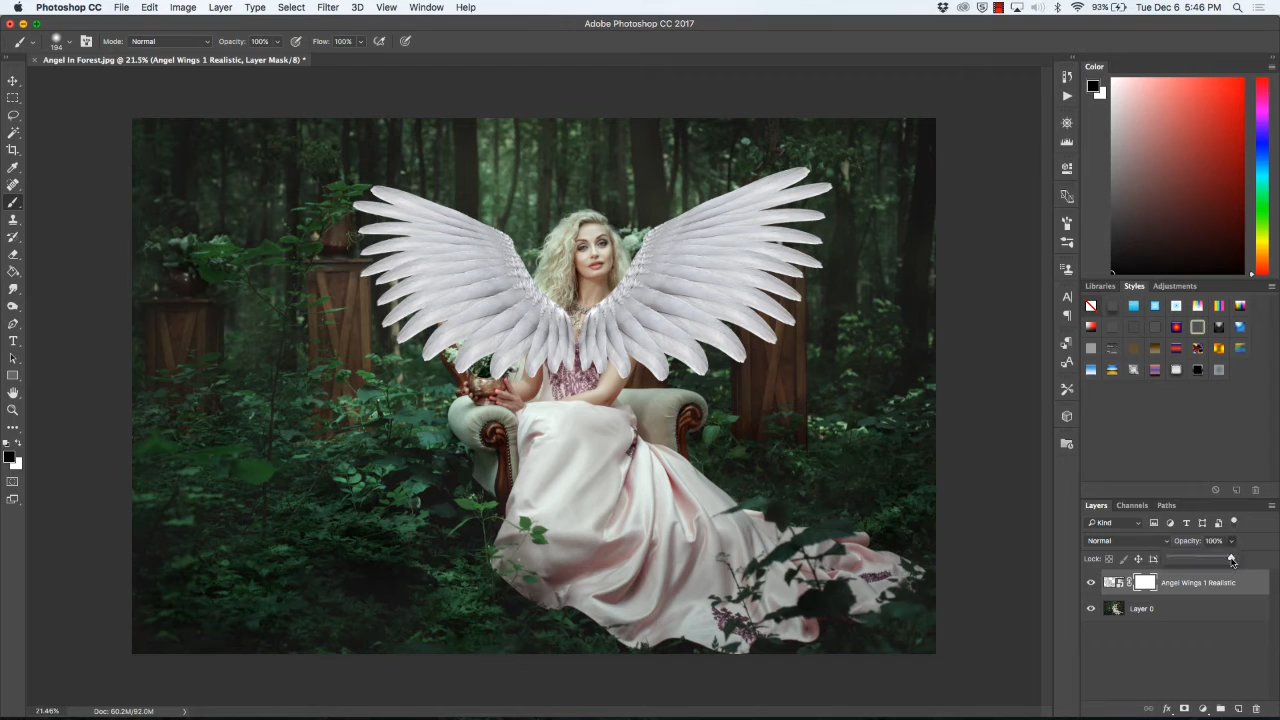 Photoshop CC File Edit Image Layer Type Select Filter 3D View Window Help 93% Tue Dec 6 5:46 PM
Adobe Photoshop CC 2017
194 Mode: Normal Opacity: 100% Flow: 100%
Angel In Forest.jpg @ 21.5% (Angel Wings 1 Realistic, Layer Mask/8) *
Color
Libraries Styles Adjustments
Layers Channels Paths
Kind
Normal Opacity: 100%
Lock:
Angel Wings 1 Realistic
Layer 0
21.46% Doc: 60.2M/92.0M